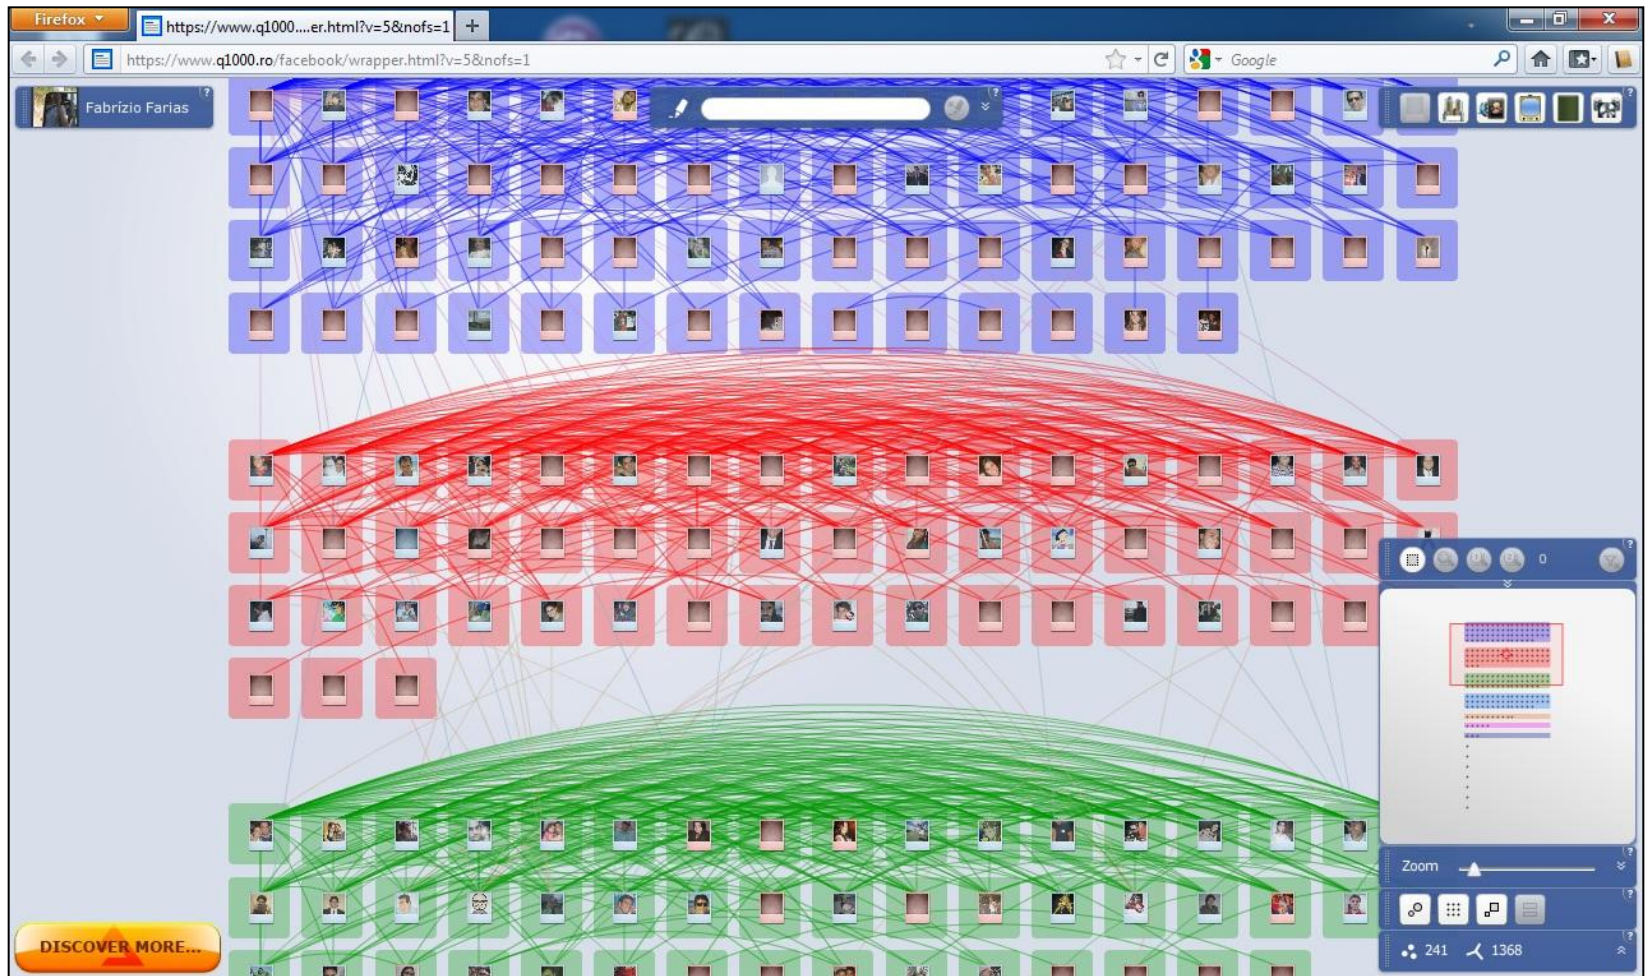 Firefox
https://www.q1000....er.html?v=5&nofs=1
https://www.q1000.ro/facebook/wrapper.html?v=5&nofs=1
Google
Fabrízio Farias
?
?
?
?
0
Zoom
?
?
DISCOVER MORE...
241
1368
?